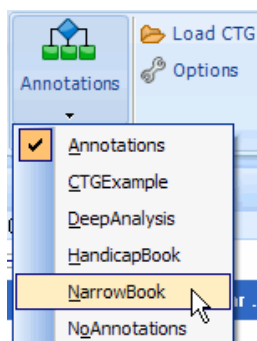 Load CTG
Options
Annotations
Annotations
CTGExample
DeepAnalysis
HandicapBook
NarrowBook
NoAnnotations